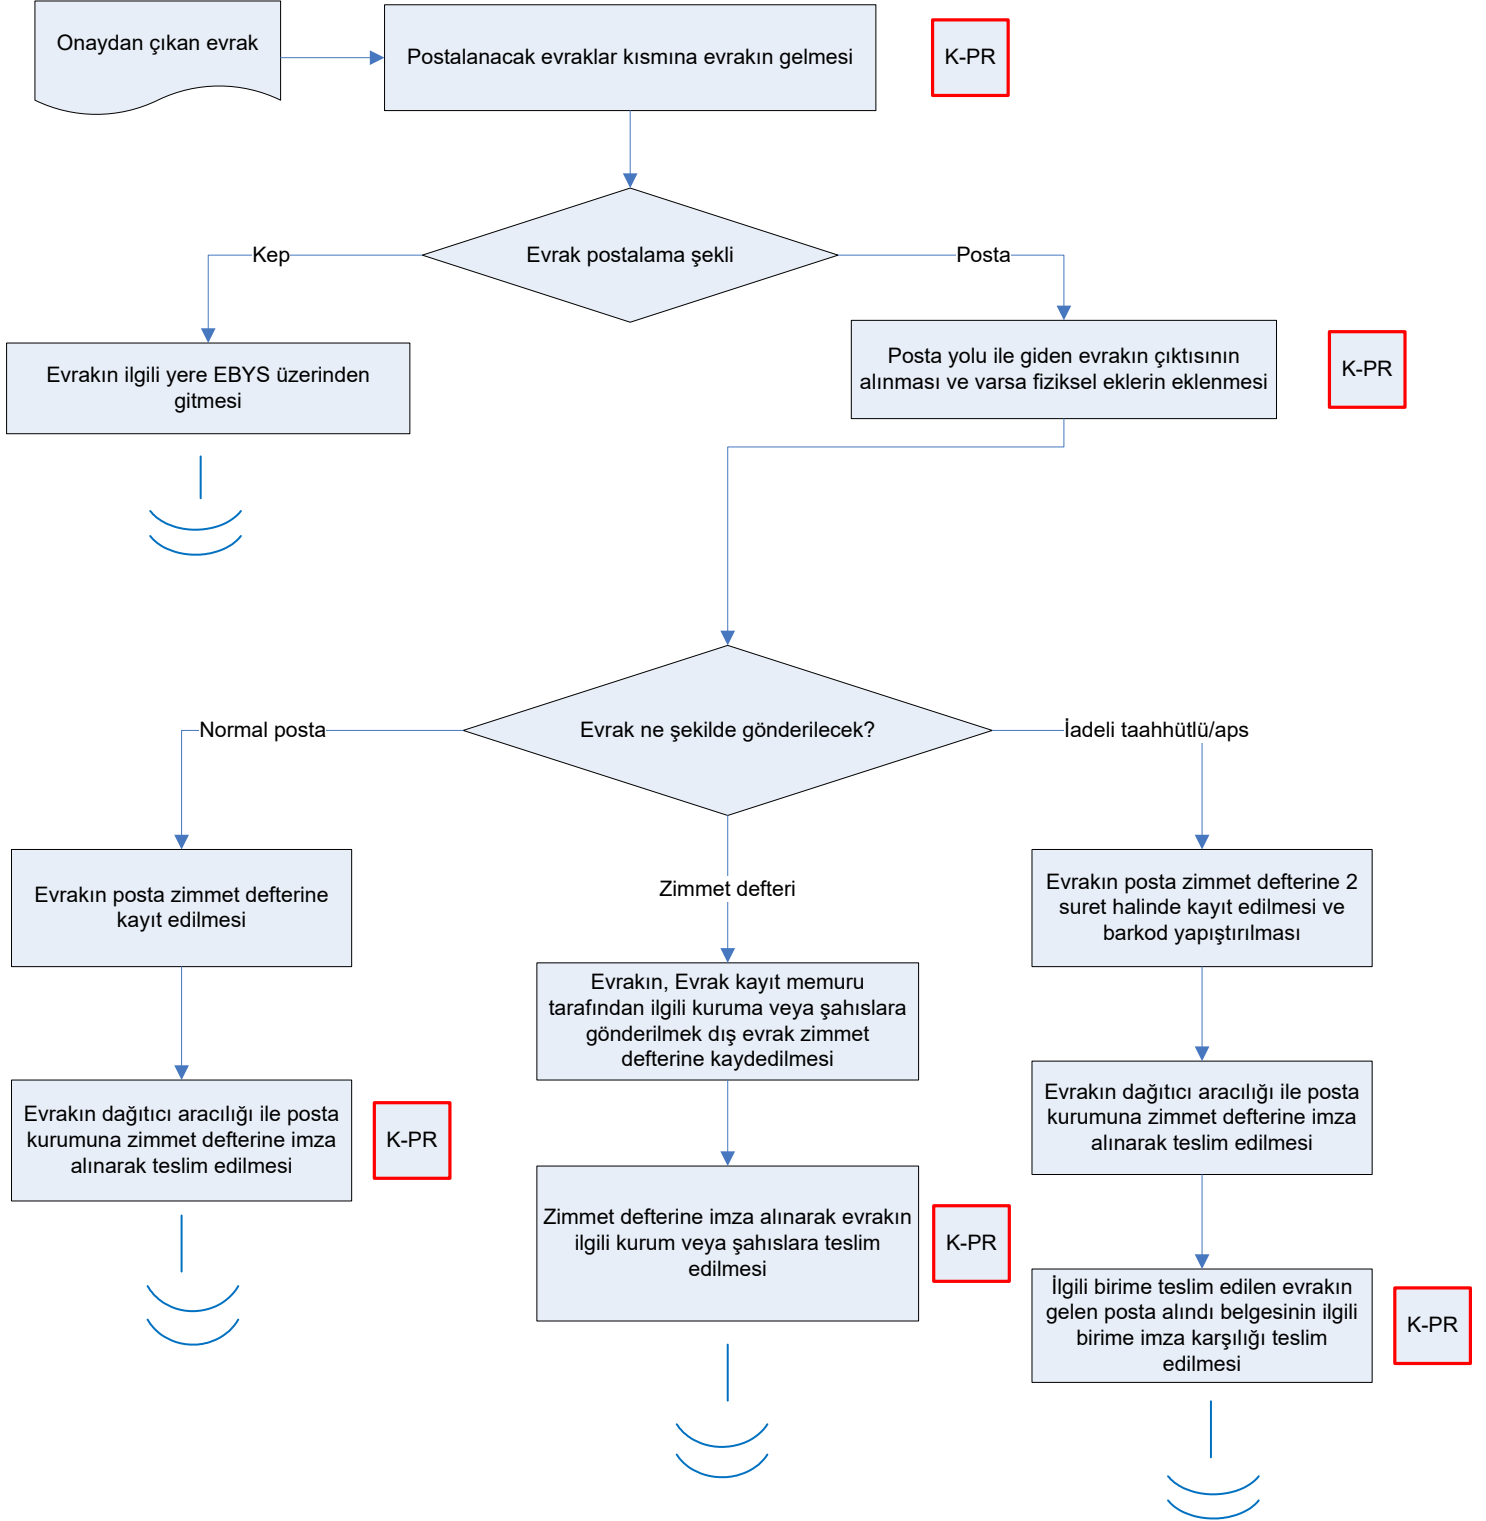 Onaydan çıkan evrak
Postalanacak evraklar kısmına evrakın gelmesi
K-PR
Evrak postalama şekli
Kep
Posta
Evrakın ilgili yere EBYS üzerinden
gitmesi
Posta yolu ile giden evrakın çıktısının
alınması ve varsa fiziksel eklerin eklenmesi
K-PR
Evrak ne şekilde gönderilecek?
Normal posta
İadeli taahhütlü/aps
Zimmet defteri
Evrakın posta zimmet defterine
kayıt edilmesi
Evrakın, Evrak kayıt memuru
tarafından ilgili kuruma veya şahıslara
gönderilmek dış evrak zimmet
defterine kaydedilmesi
Evrakın posta zimmet defterine 2
suret halinde kayıt edilmesi ve
barkod yapıştırılması
Evrakın dağıtıcı aracılığı ile posta
kurumuna zimmet defterine imza
alınarak teslim edilmesi
K-PR
Zimmet defterine imza alınarak evrakın
ilgili kurum veya şahıslara teslim
edilmesi
K-PR
Evrakın dağıtıcı aracılığı ile posta
kurumuna zimmet defterine imza
alınarak teslim edilmesi
İlgili birime teslim edilen evrakın
gelen posta alındı belgesinin ilgili
birime imza karşılığı teslim
edilmesi
K-PR